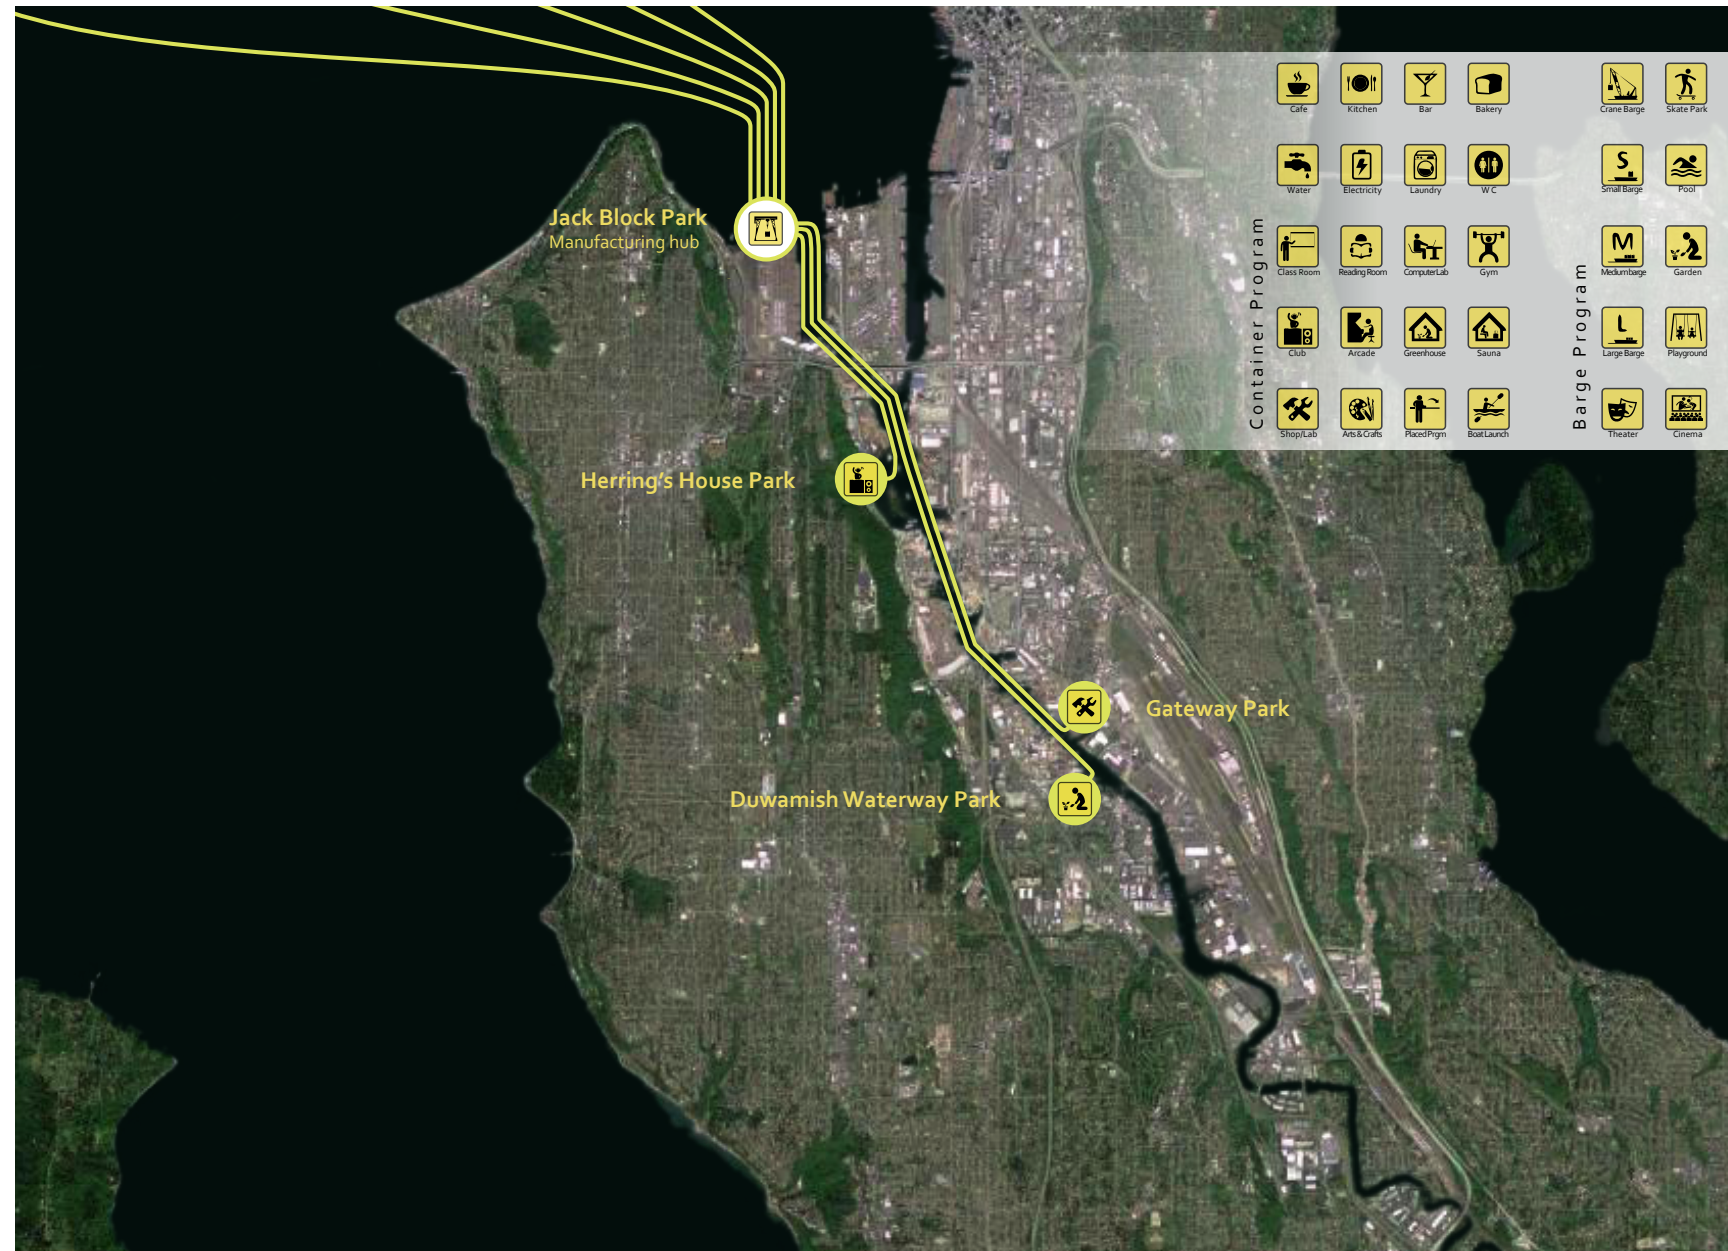 Cafe Kitchen Bar Bakery
Crane Barge Skate Park
Water Electricity Laundry W C
S
Small Barge Pool
Class Room Reading Room Computer Lab Gym
M
Medium barge Garden
Club Arcade Greenhouse Sauna
L
Large Barge Playground
Shop/Lab Arts & Crafts Placed Prgm Boat Launch
Theater Cinema
Container Program
Barge Program
Jack Block Park
Manufacturing hub
Herring's House Park
Gateway Park
Duwamish Waterway Park